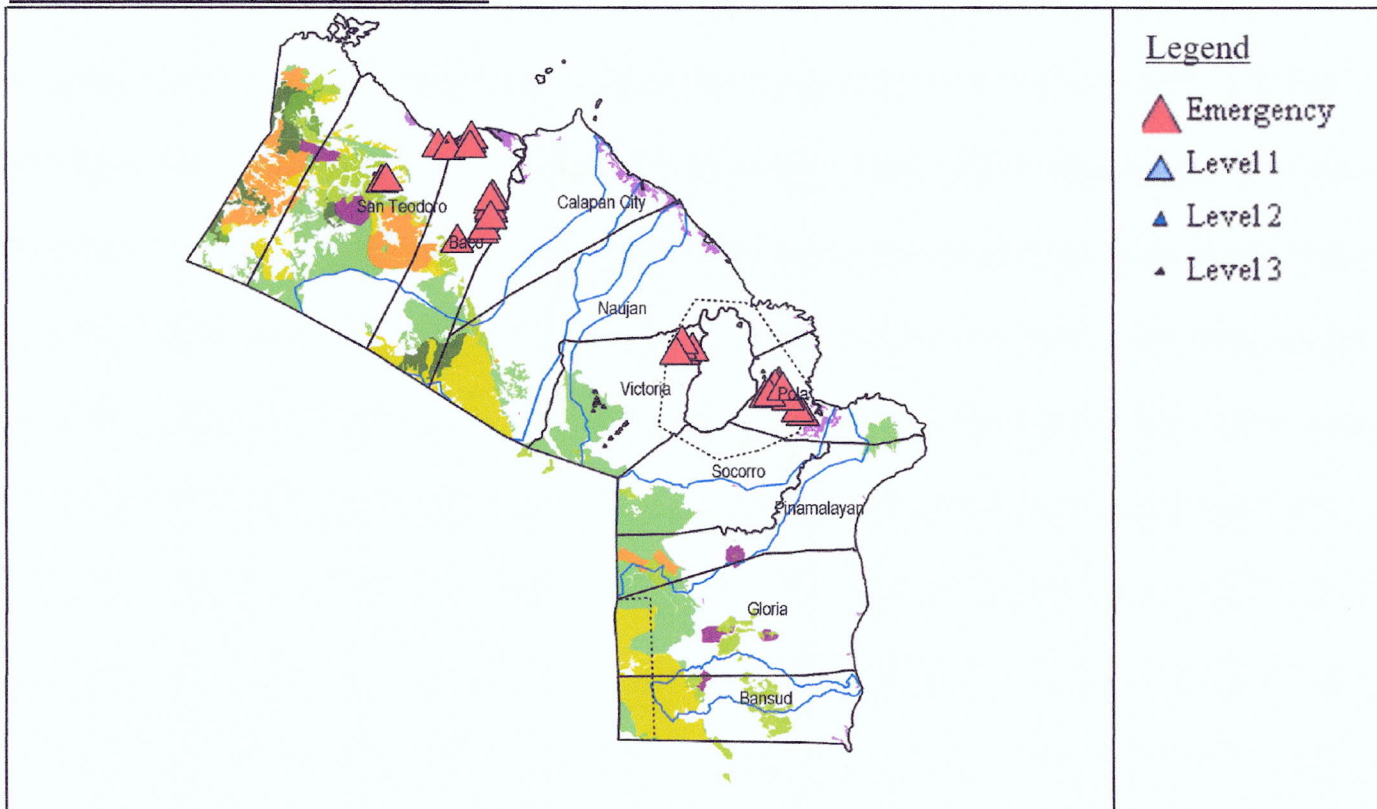 Legend
Emergency
Level 1
Level 2
Level 3
San Teodoro
Calapan City
Baco
Naujan
Victoria
Pola
Socorro
Pinamalayan
Gloria
Bansud